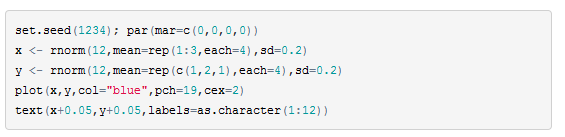 set.seed(1234); par(mar=c(0,0,0,0))
x <- rnorm(12,mean=rep(1:3,each=4),sd=0.2)
y <- rnorm(12,mean=rep(c(1,2,1),each=4),sd=0.2)
plot(x,y,col="blue",pch=19,cex=2)
text(x+0.05,y+0.05,labels=as.character(1:12))